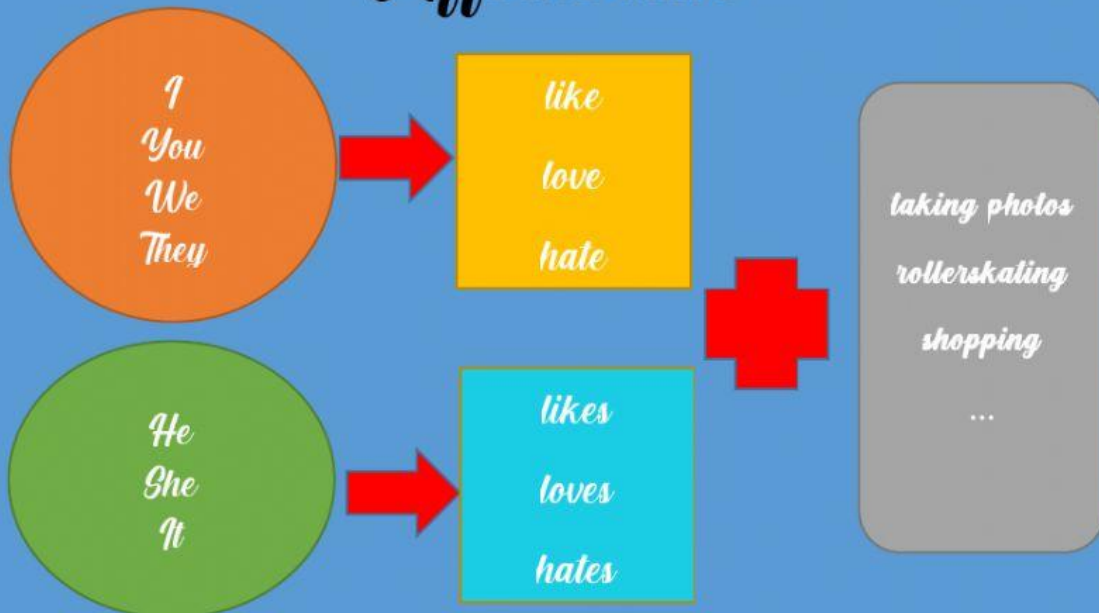 I
You
We
They
like
love
hate
taking photos
rollerskating
shopping
...
He
She
It
likes
loves
hates